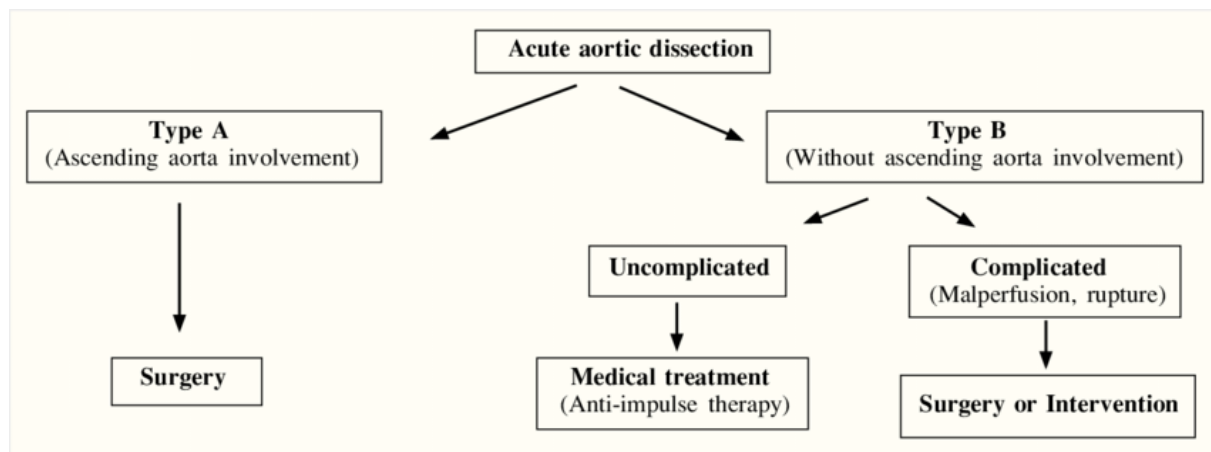 Acute aortic dissection
Type A
(Ascending aorta involvement)
Type B
(Without ascending aorta involvement)
Uncomplicated
Complicated
(Malperfusion, rupture)
Surgery
Medical treatment
(Anti-impulse therapy)
Surgery or Intervention